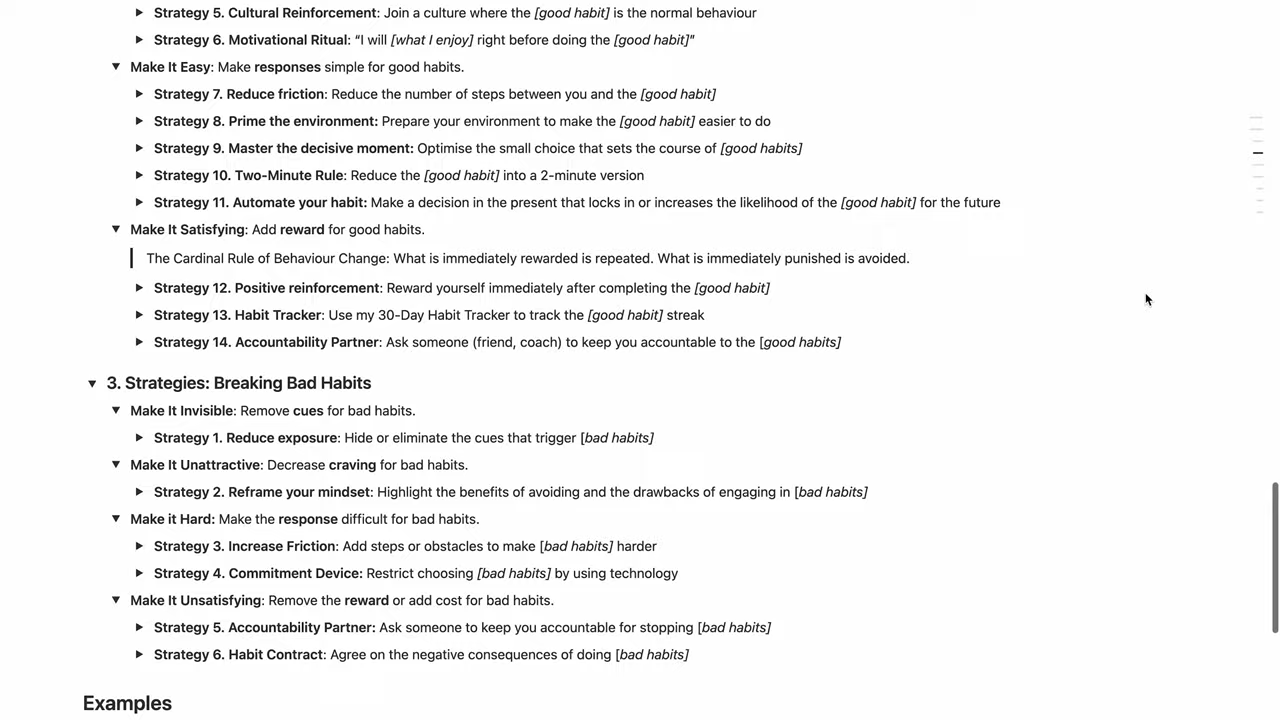 Strategy 5. Cultural Reinforcement: Join a culture where the [good habit] is the normal behaviour
Strategy 6. Motivational Ritual: “I will [what I enjoy] right before doing the [good habit]”
Make It Easy: Make responses simple for good habits.
Strategy 7. Reduce friction: Reduce the number of steps between you and the [good habit]
Strategy 8. Prime the environment: Prepare your environment to make the [good habit] easier to do
Strategy 9. Master the decisive moment: Optimise the small choice that sets the course of [good habits]
Strategy 10. Two-Minute Rule: Reduce the [good habit] into a 2-minute version
Strategy 11. Automate your habit: Make a decision in the present that locks in or increases the likelihood of the [good habit] for the future
Make It Satisfying: Add reward for good habits.
The Cardinal Rule of Behaviour Change: What is immediately rewarded is repeated. What is immediately punished is avoided.
Strategy 12. Positive reinforcement: Reward yourself immediately after completing the [good habit]
Strategy 13. Habit Tracker: Use my 30-Day Habit Tracker to track the [good habit] streak
Strategy 14. Accountability Partner: Ask someone (friend, coach) to keep you accountable to the [good habits]
3. Strategies: Breaking Bad Habits
Make It Invisible: Remove cues for bad habits.
Strategy 1. Reduce exposure: Hide or eliminate the cues that trigger [bad habits]
Make It Unattractive: Decrease craving for bad habits.
Strategy 2. Reframe your mindset: Highlight the benefits of avoiding and the drawbacks of engaging in [bad habits]
Make it Hard: Make the response difficult for bad habits.
Strategy 3. Increase Friction: Add steps or obstacles to make [bad habits] harder
Strategy 4. Commitment Device: Restrict choosing [bad habits] by using technology
Make It Unsatisfying: Remove the reward or add cost for bad habits.
Strategy 5. Accountability Partner: Ask someone to keep you accountable for stopping [bad habits]
Strategy 6. Habit Contract: Agree on the negative consequences of doing [bad habits]
Examples